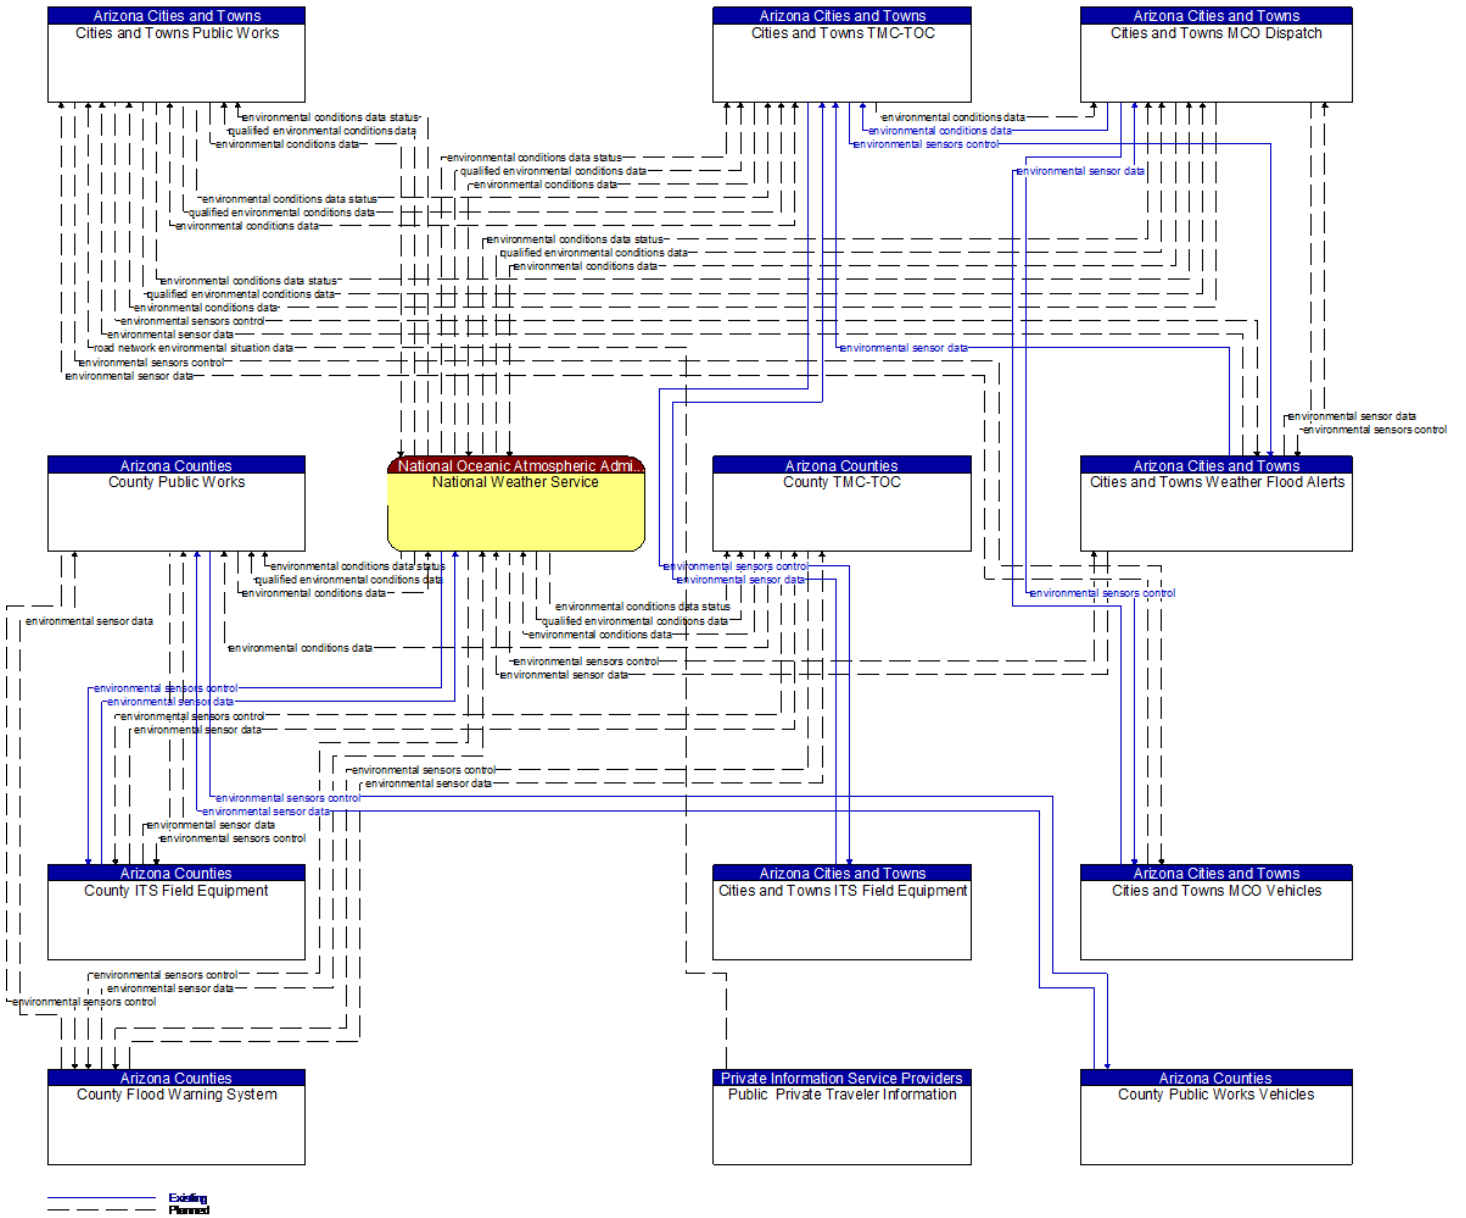 Arizona Cities and Towns
Cities and Towns Public Works
Arizona Cities and Towns
Cities and Towns TMC-TOC
Arizona Cities and Towns
Cities and Towns MCO Dispatch
environmental conditions data status
qualified environmental conditions data
environmental conditions data
environmental conditions data
environmental conditions data
environmental sensors control
environmental conditions data status
qualified environmental conditions data
environmental conditions data
environmental sensor data
environmental conditions data status
qualified environmental conditions data
environmental conditions data
environmental conditions data status
qualified environmental conditions data
environmental conditions data
environmental conditions data status
qualified environmental conditions data
environmental conditions data
environmental sensors control
environmental sensor data
road network environmental situation data
environmental sensor data
environmental sensors control
environmental sensor data
environmental sensor data
environmental sensors control
Arizona Counties
County Public Works
National Oceanic Atmospheric Admi...
National Weather Service
Arizona Counties
County TMC-TOC
Arizona Cities and Towns
Cities and Towns Weather Flood Alerts
environmental conditions data status
qualified environmental conditions data
environmental conditions data
environmental sensors control
environmental sensor data
environmental sensors control
environmental conditions data status
qualified environmental conditions data
environmental conditions data
environmental sensor data
environmental conditions data
environmental sensors control
environmental sensor data
environmental sensors control
environmental sensor data
environmental sensors control
environmental sensor data
environmental sensors control
environmental sensor data
environmental sensors control
environmental sensor data
environmental sensor data
environmental sensors control
Arizona Counties
County ITS Field Equipment
Arizona Cities and Towns
Cities and Towns ITS Field Equipment
Arizona Cities and Towns
Cities and Towns MCO Vehicles
environmental sensors control
environmental sensor data
environmental sensors control
Arizona Counties
County Flood Warning System
Private Information Service Providers
Public Private Traveler Information
Arizona Counties
County Public Works Vehicles
Existing
Planned